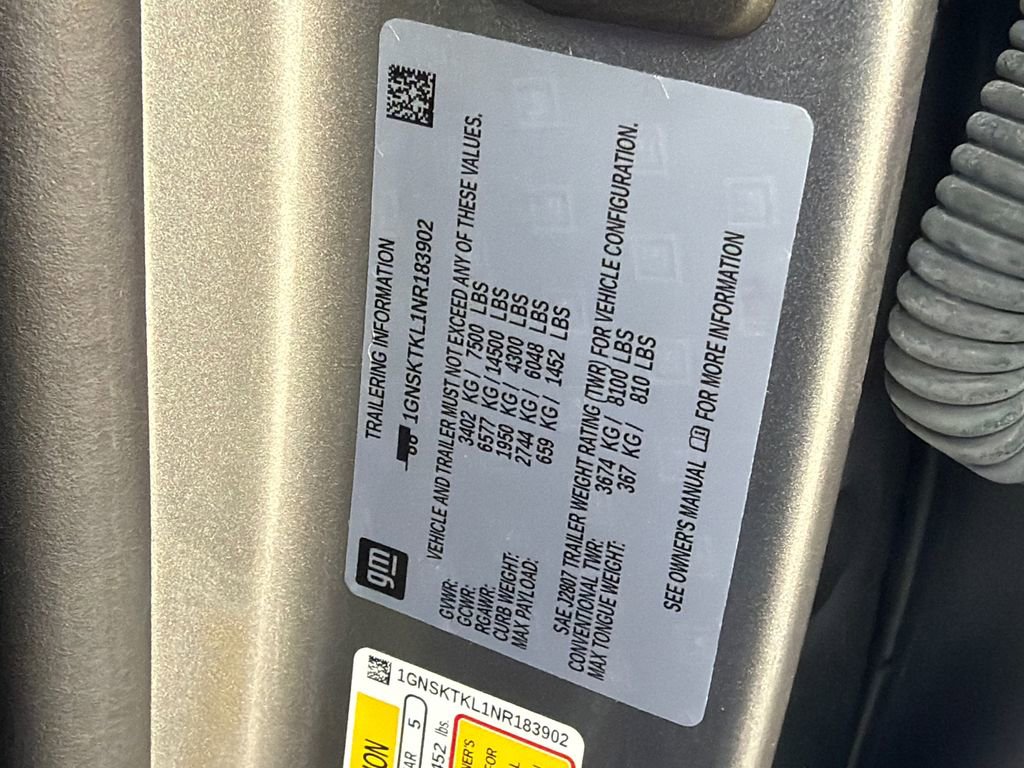 TRAILERING INFORMATION
gm
1GNSKTKL1NR183902
VEHICLE AND TRAILER MUST NOT EXCEED ANY OF THESE VALUES.
GVWR: 3402 KG / 7500 LBS
GCWR: 6577 KG / 14500 LBS
RGAWR: 1950 KG / 4300 LBS
CURB WEIGHT: 2744 KG / 6048 LBS
MAX PAYLOAD: 659 KG / 1452 LBS
SAE J2807 TRAILER WEIGHT RATING (TWR) FOR VEHICLE CONFIGURATION.
CONVENTIONAL TWR: 3674 KG / 8100 LBS
MAX TONGUE WEIGHT: 367 KG / 810 LBS
SEE OWNER'S MANUAL FOR MORE INFORMATION
1GNSKTKL1NR183902
AR 5
452 lbs.
NER'S
FOR